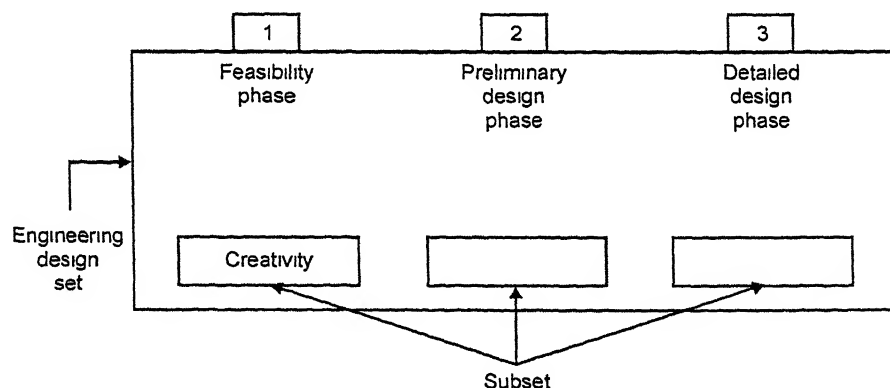 1
2
3
Feasibility
phase
Preliminary
design
phase
Detailed
design
phase
Engineering
design
set
Creativity
Subset